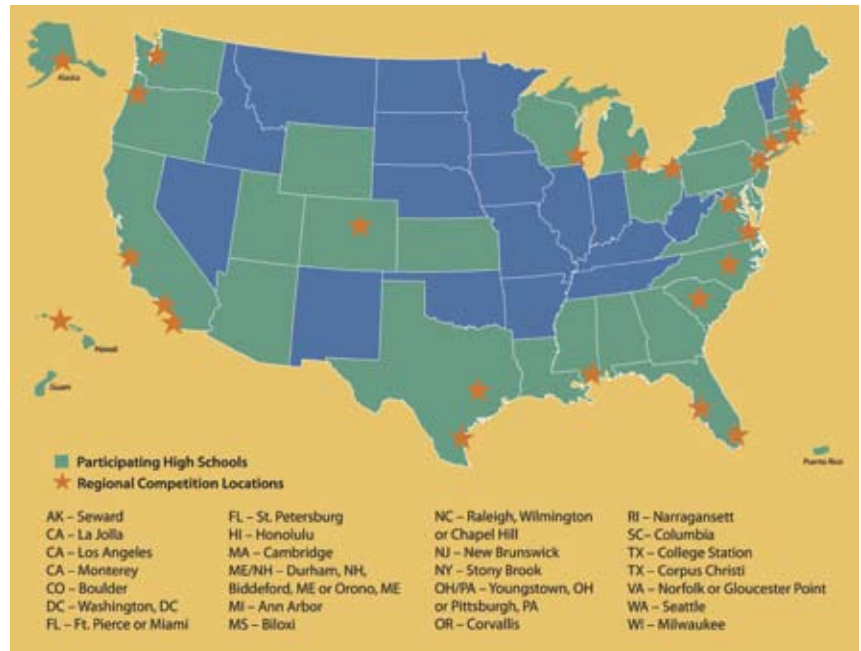 Alaska
Hawaii
Guam
Puerto Rico
Participating High Schools
Regional Competition Locations
AK – Seward
CA – La Jolla
CA – Los Angeles
CA – Monterey
CO – Boulder
DC – Washington, DC
FL – Ft. Pierce or Miami
FL – St. Petersburg
HI – Honolulu
MA – Cambridge
ME/NH – Durham, NH,
Biddeford, ME or Orono, ME
MI – Ann Arbor
MS – Biloxi
NC – Raleigh, Wilmington
or Chapel Hill
NJ – New Brunswick
NY – Stony Brook
OH/PA – Youngstown, OH
or Pittsburgh, PA
OR – Corvallis
RI – Narragansett
SC– Columbia
TX – College Station
TX – Corpus Christi
VA – Norfolk or Gloucester Point
WA – Seattle
WI – Milwaukee